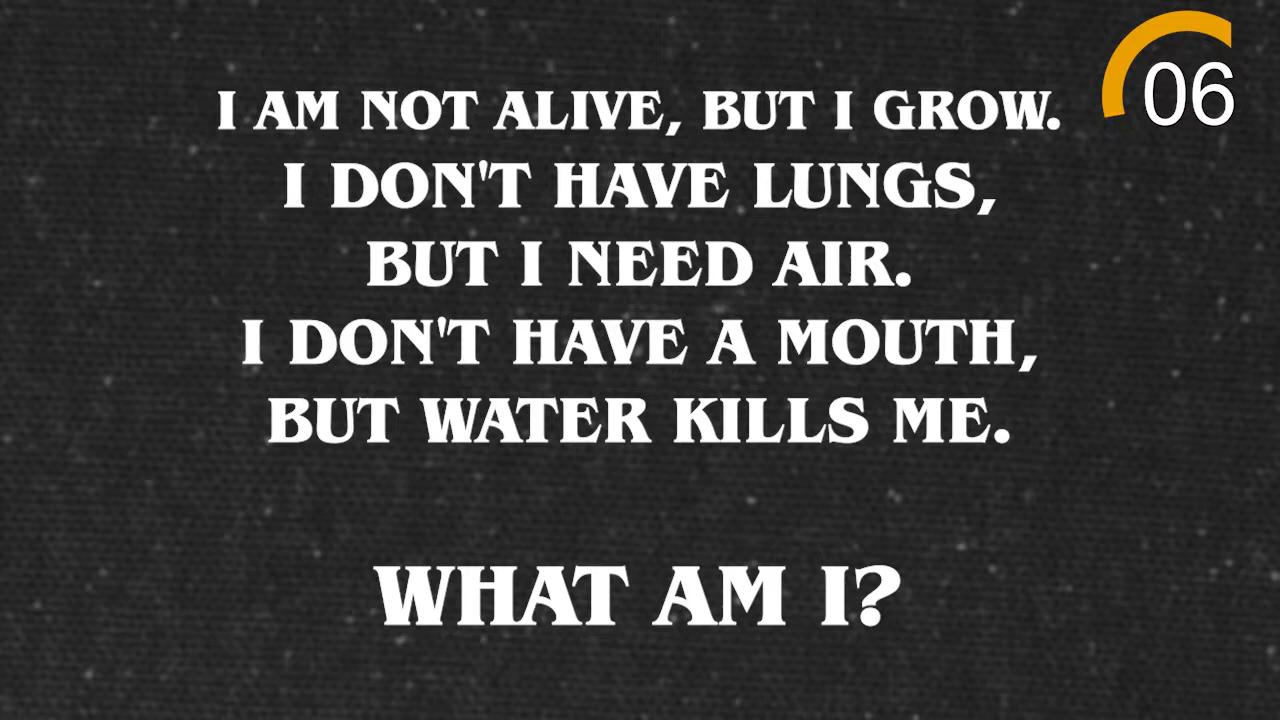 06
I AM NOT ALIVE, BUT I GROW.
I DON'T HAVE LUNGS,
BUT I NEED AIR.
I DON'T HAVE A MOUTH,
BUT WATER KILLS ME.
WHAT AM I?